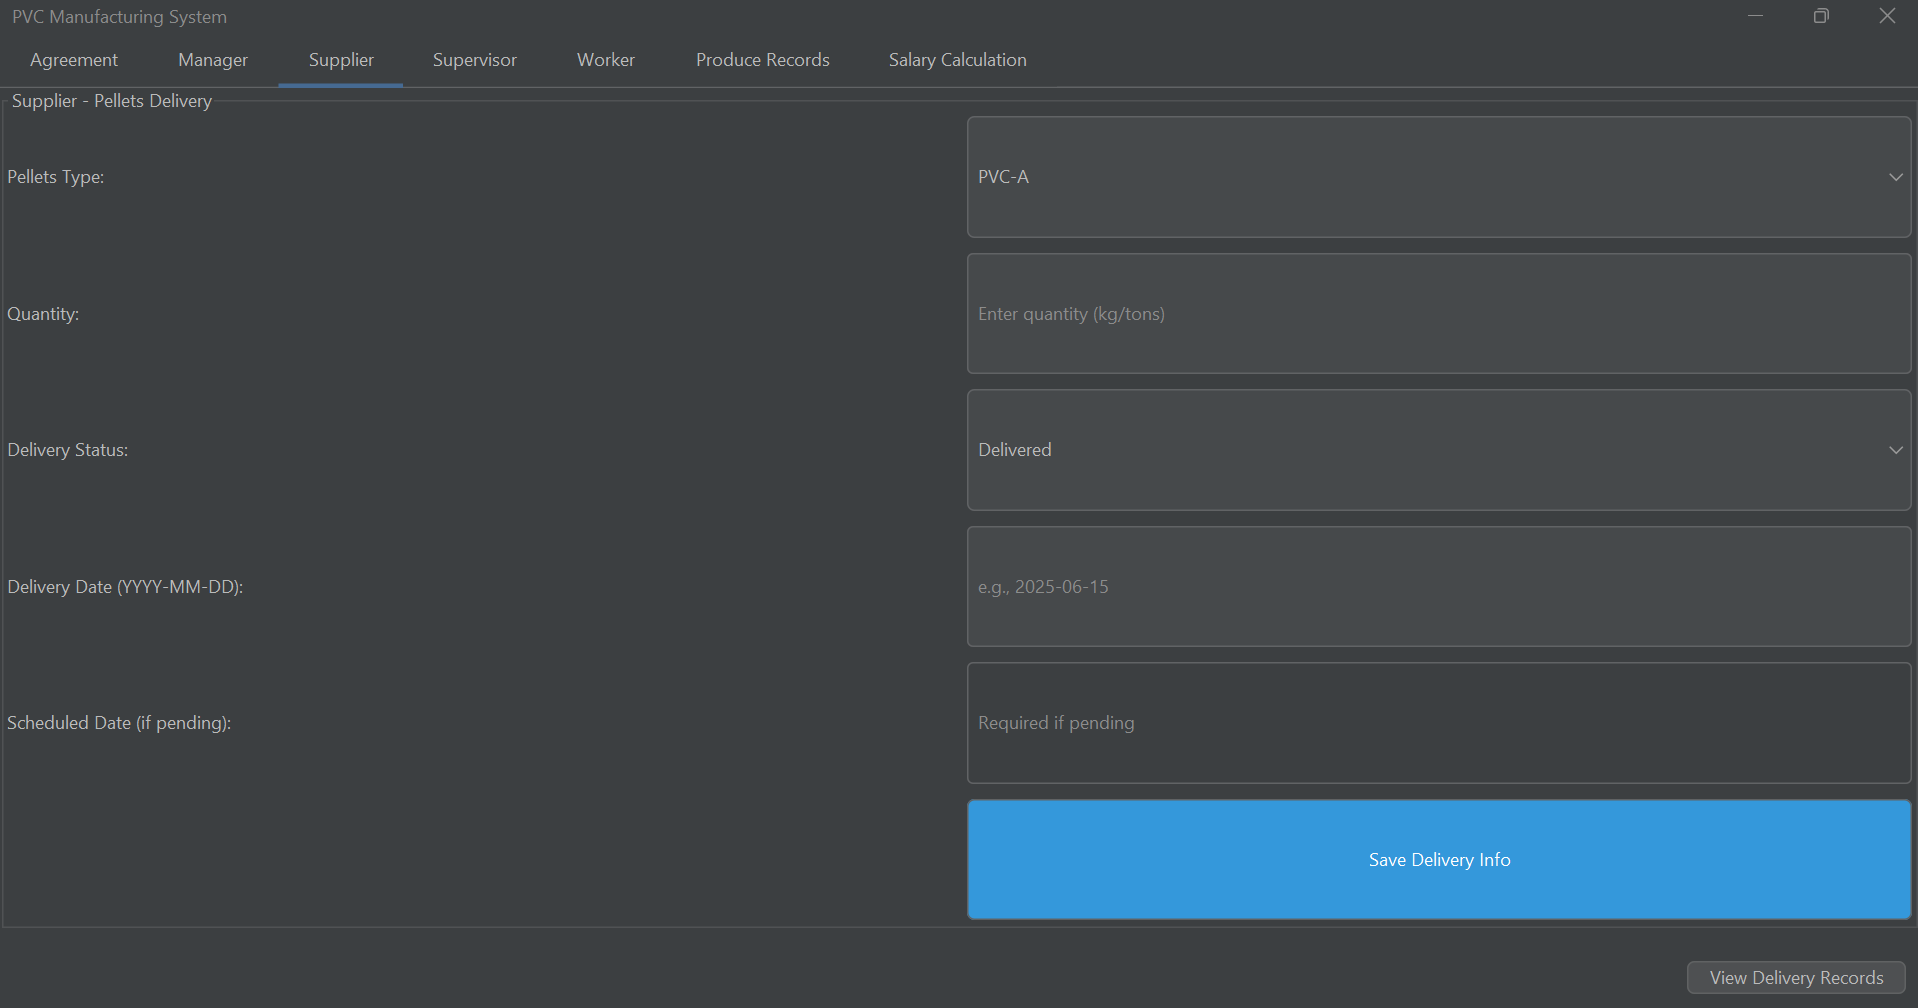 PVC Manufacturing System
Agreement Manager Supplier Supervisor Worker Produce Records Salary Calculation
Supplier - Pellets Delivery
Pellets Type: PVC-A
Quantity: Enter quantity (kg/tons)
Delivery Status: Delivered
Delivery Date (YYYY-MM-DD): e.g., 2025-06-15
Scheduled Date (if pending): Required if pending
Save Delivery Info
View Delivery Records